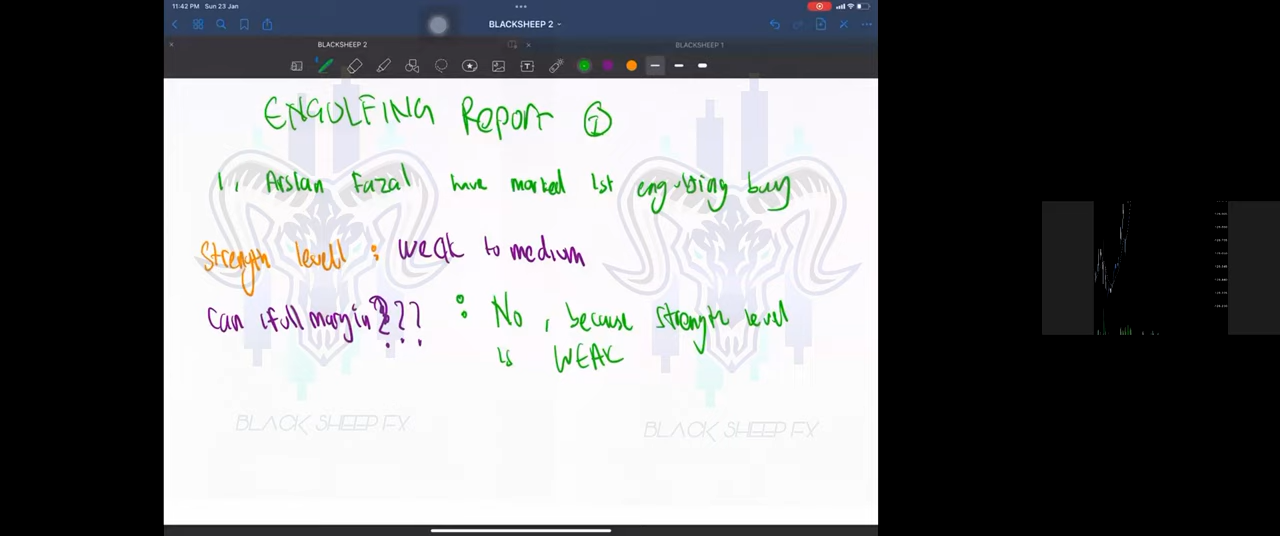 11:42 PM Sun 23 Jan
BLACKSHEEP 2
BLACKSHEEP 2
BLACKSHEEP 1
ENGULFING Report 1
1, Arslan Fazal have marked 1st engulfing buy
Strength level : weak to medium
Can i full margin??? : No, because strength level
is WEAK
BLACK SHEEP FX
BLACK SHEEP FX